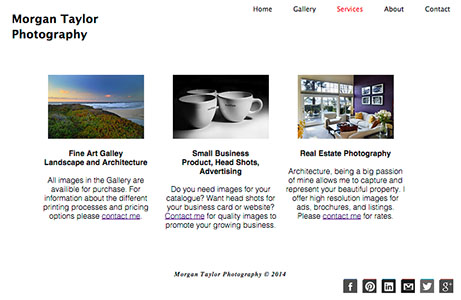 Home Gallery Services About Contact
Morgan Taylor
Photography
Fine Art Galley
Landscape and Architecture
All images in the Gallery are
availible for purchase. For
information about the different
printing processes and pricing
options please contact me.
Small Business
Product, Head Shots,
Advertising
Do you need images for your
catalogue? Want head shots for
your business card or website?
Contact me for quality images to
promote your growing business.
Real Estate Photography
Architecture, being a big passion
of mine allows me to capture and
represent your beautiful property. I
offer high resolution images for
ads, brochures, and listings.
Please contact me for rates.
Morgan Taylor Photography © 2014